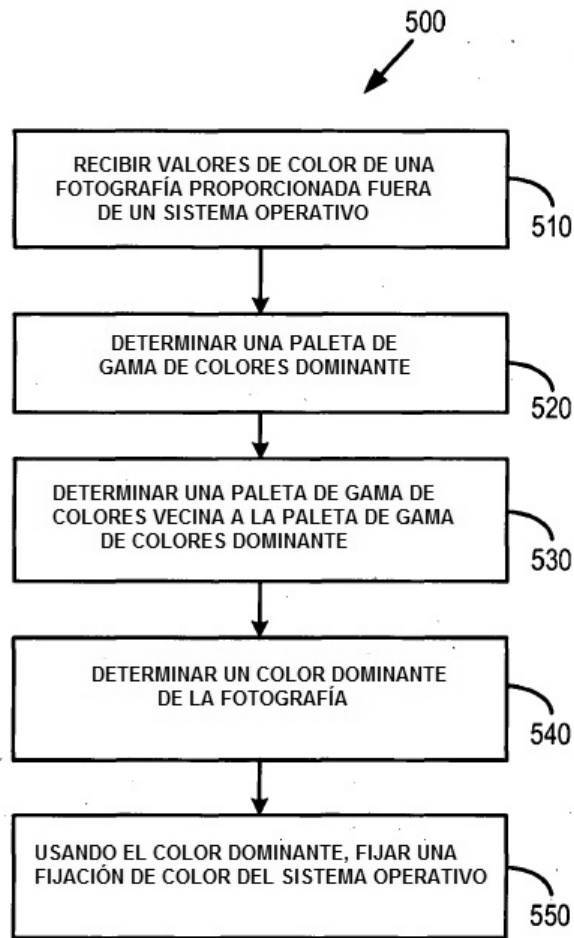 500
RECIBIR VALORES DE COLOR DE UNA
FOTOGRAFÍA PROPORCIONADA FUERA
DE UN SISTEMA OPERATIVO
510
DETERMINAR UNA PALETA DE
GAMA DE COLORES DOMINANTE
520
DETERMINAR UNA PALETA DE GAMA DE
COLORES VECINA A LA PALETA DE GAMA
DE COLORES DOMINANTE
530
DETERMINAR UN COLOR DOMINANTE
DE LA FOTOGRAFÍA
540
USANDO EL COLOR DOMINANTE, FIJAR UNA
FIJACIÓN DE COLOR DEL SISTEMA OPERATIVO
550